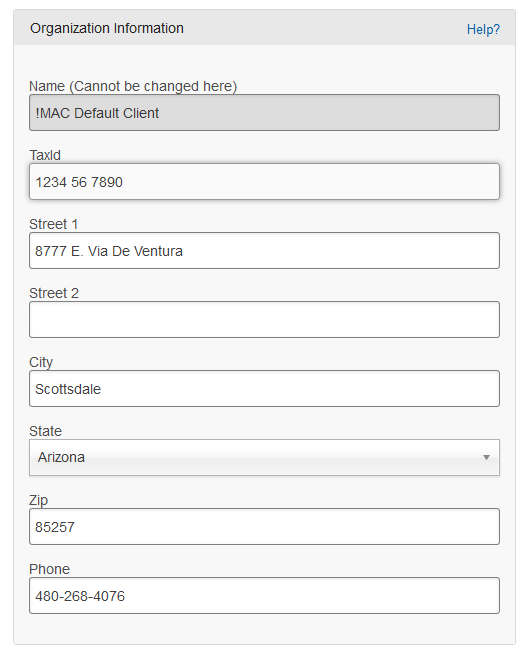 Organization Information
Help?
Name (Cannot be changed here)
!MAC Default Client
TaxId
1234 56 7890
Street 1
8777 E. Via De Ventura
Street 2
City
Scottsdale
State
Arizona
Zip
85257
Phone
480-268-4076